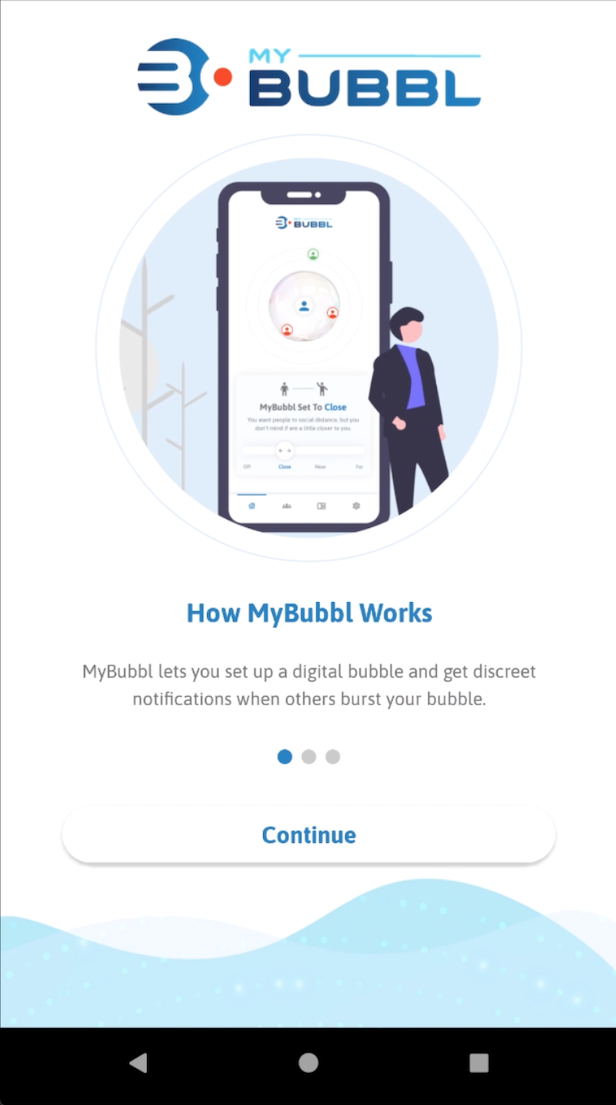 MY
BUBBL
MY
BUBBL
MyBubbl Set To Close
You want people to social distance, but you
don't mind if are a little closer to you.
Off Close Near Far
How MyBubbl Works
MyBubbl lets you set up a digital bubble and get discreet
notifications when others burst your bubble.
Continue